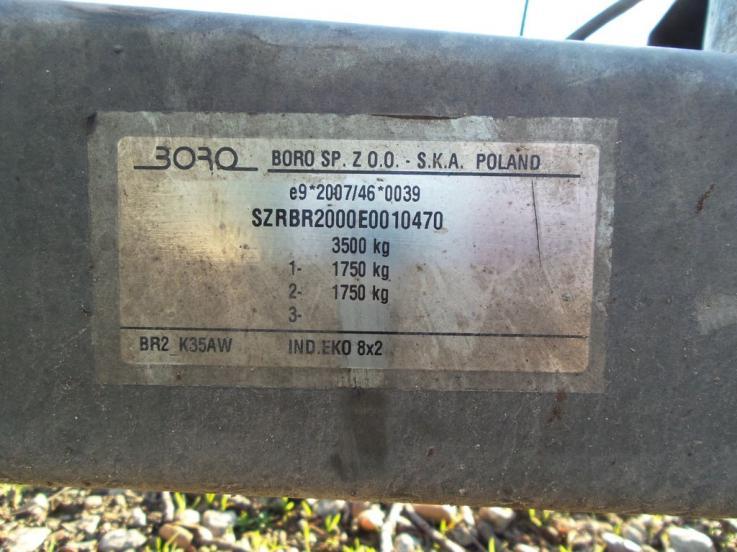 BORO BORO SP. Z O.O. - S.K.A. POLAND
e9*2007/46*0039
SZRBR2000E0010470
3500 kg
1- 1750 kg
2- 1750 kg
3-
BR2_K35AW IND.EKO 8x2